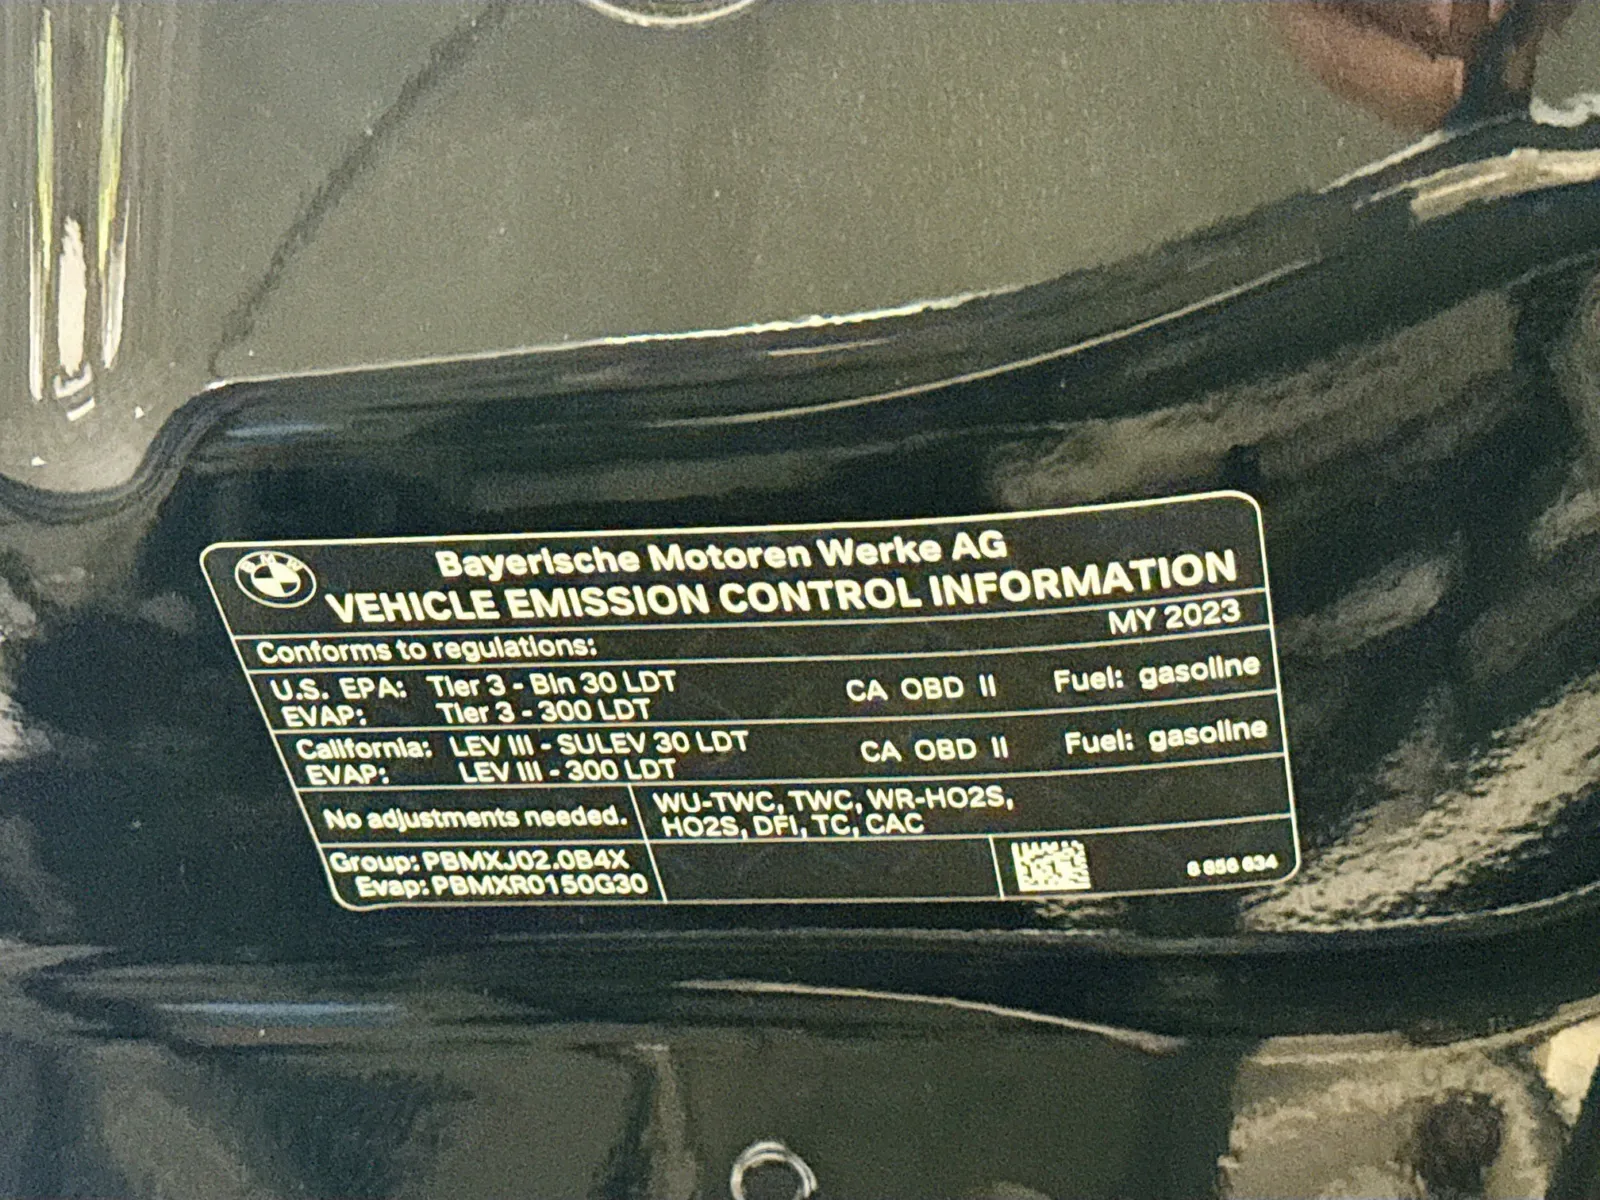 BMW
Bayerische Motoren Werke AG
VEHICLE EMISSION CONTROL INFORMATION
MY 2023
Conforms to regulations:
U.S. EPA: Tier 3 - Bin 30 LDT CA OBD II Fuel: gasoline
EVAP: Tier 3 - 300 LDT
California: LEV III - SULEV 30 LDT CA OBD II Fuel: gasoline
EVAP: LEV III - 300 LDT
No adjustments needed.
WU-TWC, TWC, WR-HO2S,
HO2S, DFI, TC, CAC
Group: PBMXJ02.0B4X
Evap: PBMXR0150G30